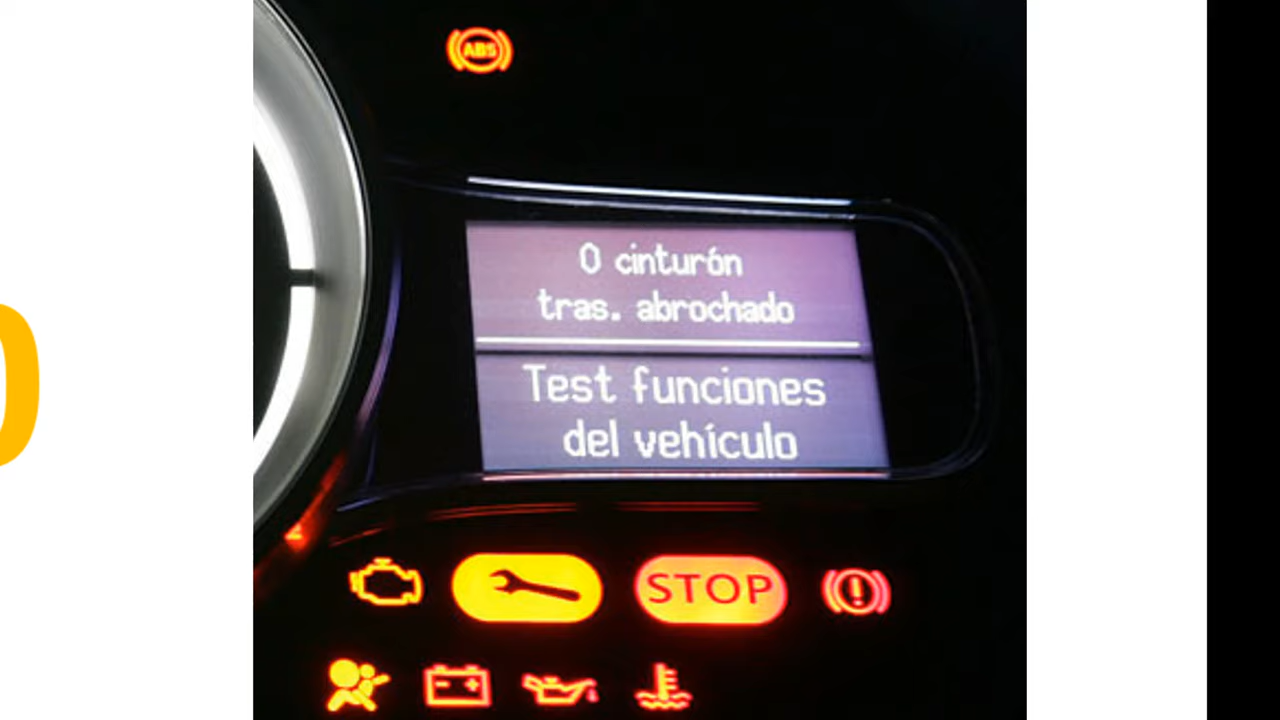 ABS
0 cinturón
tras. abrochado
Test funciones
del vehículo
STOP